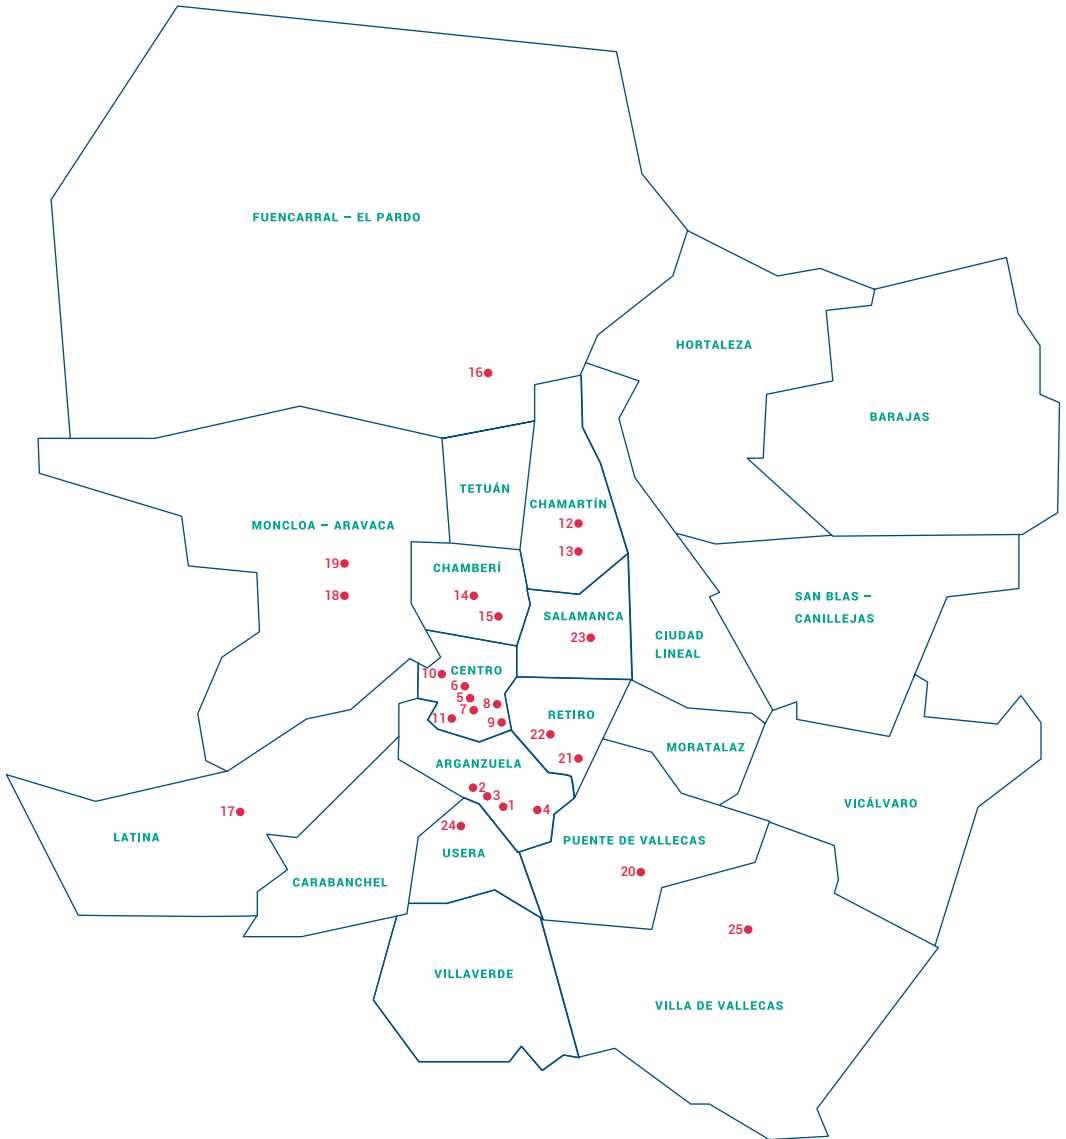 FUENCARRAL – EL PARDO
HORTALEZA
16
BARAJAS
TETUÁN
CHAMARTÍN
12
MONCLOA – ARAVACA
13
19
CHAMBERÍ
18
14
15
SALAMANCA
23
SAN BLAS –
CANILLEJAS
CIUDAD
LINEAL
CENTRO
10
6
5
7
8
11
9
RETIRO
22
21
MORATALAZ
ARGANZUELA
2
3
1
4
VICÁLVARO
17
LATINA
24
USERA
PUENTE DE VALLECAS
20
CARABANCHEL
25
VILLAVERDE
VILLA DE VALLECAS